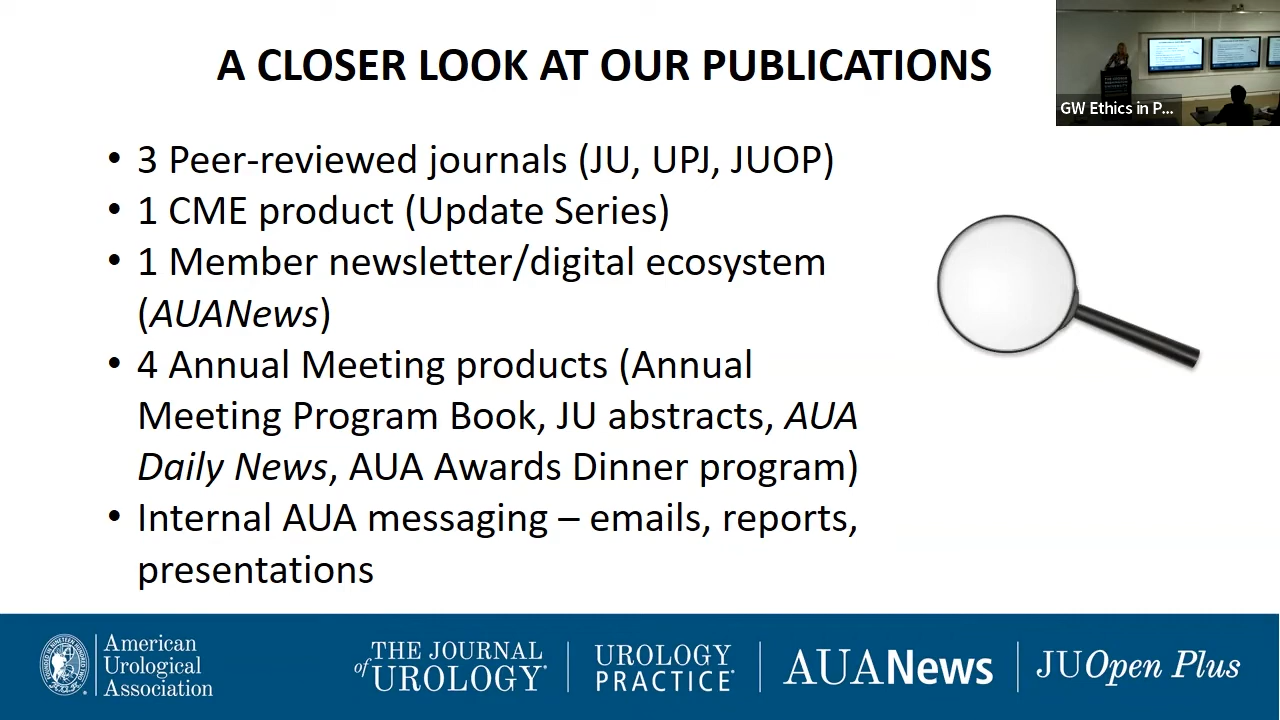 A CLOSER LOOK AT OUR PUBLICATIONS
GW Ethics in P...
• 3 Peer-reviewed journals (JU, UPJ, JUOP)
• 1 CME product (Update Series)
• 1 Member newsletter/digital ecosystem
(AUANews)
• 4 Annual Meeting products (Annual
Meeting Program Book, JU abstracts, AUA
Daily News, AUA Awards Dinner program)
• Internal AUA messaging – emails, reports,
presentations
American
Urological
Association
THE JOURNAL
of UROLOGY®
UROLOGY
PRACTICE®
AUANews
JU Open Plus